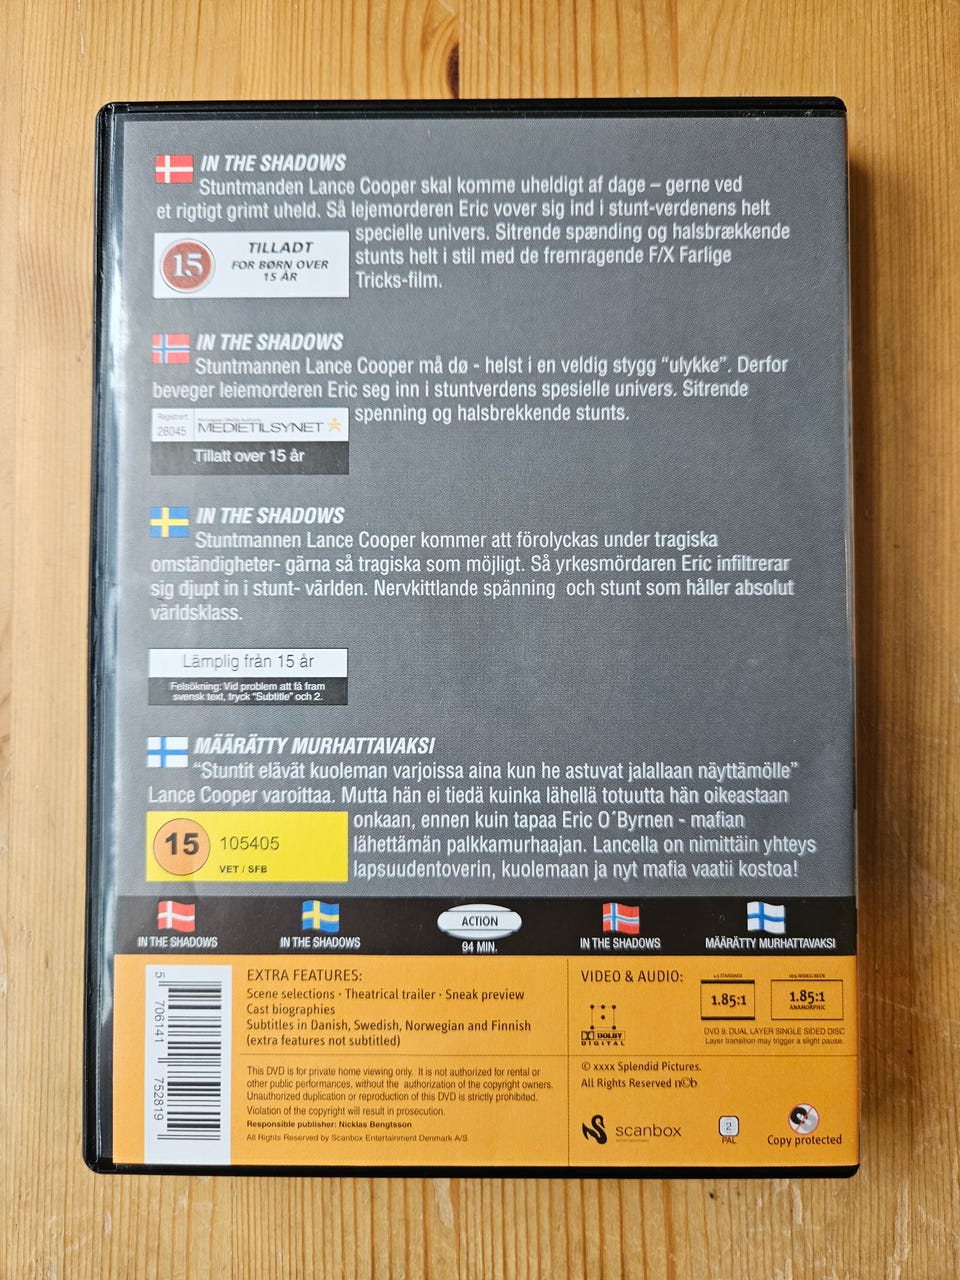 IN THE SHADOWS
Stuntmanden Lance Cooper skal komme uheldigt af dage – gerne ved
et rigtigt grimt uheld. Så lejemorderen Eric vover sig ind i stunt-verdenens helt
specielle univers. Sitrende spænding og halsbrækkende
stunts helt i stil med de fremragende F/X Farlige
Tricks-film.
15
TILLADT
FOR BØRN OVER
15 ÅR
IN THE SHADOWS
Stuntmannen Lance Cooper må dø - helst i en veldig stygg “ulykke”. Derfor
beveger leiemorderen Eric seg inn i stuntverdens spesielle univers. Sitrende
spenning og halsbrekkende stunts.
Registrert
26045
MEDIETILSYNET
Tillatt over 15 år
IN THE SHADOWS
Stuntmannen Lance Cooper kommer att förolyckas under tragiska
omständigheter- gärna så tragiska som möjligt. Så yrkesmördaren Eric infiltrerar
sig djupt in i stunt- världen. Nervkittlande spänning och stunt som håller absolut
världsklass.
Lämplig från 15 år
Felsökning: Vid problem att få fram
svensk text, tryck “Subtitle” och 2.
MÄÄRÄTTY MURHATTAVAKSI
“Stuntit elävät kuoleman varjoissa aina kun he astuvat jalallaan näyttämölle”
Lance Cooper varoittaa. Mutta hän ei tiedä kuinka lähellä totuutta hän oikeastaan
onkaan, ennen kuin tapaa Eric O´Byrnen - mafian
lähettämän palkkamurhaajan. Lancella on nimittäin yhteys
lapsuudentoverin, kuolemaan ja nyt mafia vaatii kostoa!
15
105405
VET / SFB
IN THE SHADOWS
IN THE SHADOWS
ACTION
94 MIN.
IN THE SHADOWS
MÄÄRÄTTY MURHATTAVAKSI
5 706141 752819
EXTRA FEATURES:
Scene selections · Theatrical trailer · Sneak preview
Cast biographies
Subtitles in Danish, Swedish, Norwegian and Finnish
(extra features not subtitled)
This DVD is for private home viewing only. It is not authorized for rental or
other public performances, without the authorization of the copyright owners.
Unauthorized duplication or reproduction of this DVD is strictly prohibited.
Violation of the copyright will result in prosecution.
Responsible publisher: Nicklas Bengtsson
All Rights Reserved by Scanbox Entertainment Denmark A/S
VIDEO & AUDIO:
DOLBY
DIGITAL
4:3 STANDARD
1.85:1
16:9 WIDESCREEN
1.85:1
ANAMORPHIC
DVD 9: DUAL LAYER SINGLE SIDED DISC
Layer transition may trigger a slight pause.
© xxxx Splendid Pictures.
All Rights Reserved n©b
scanbox
entertainment
2
PAL
Copy protected